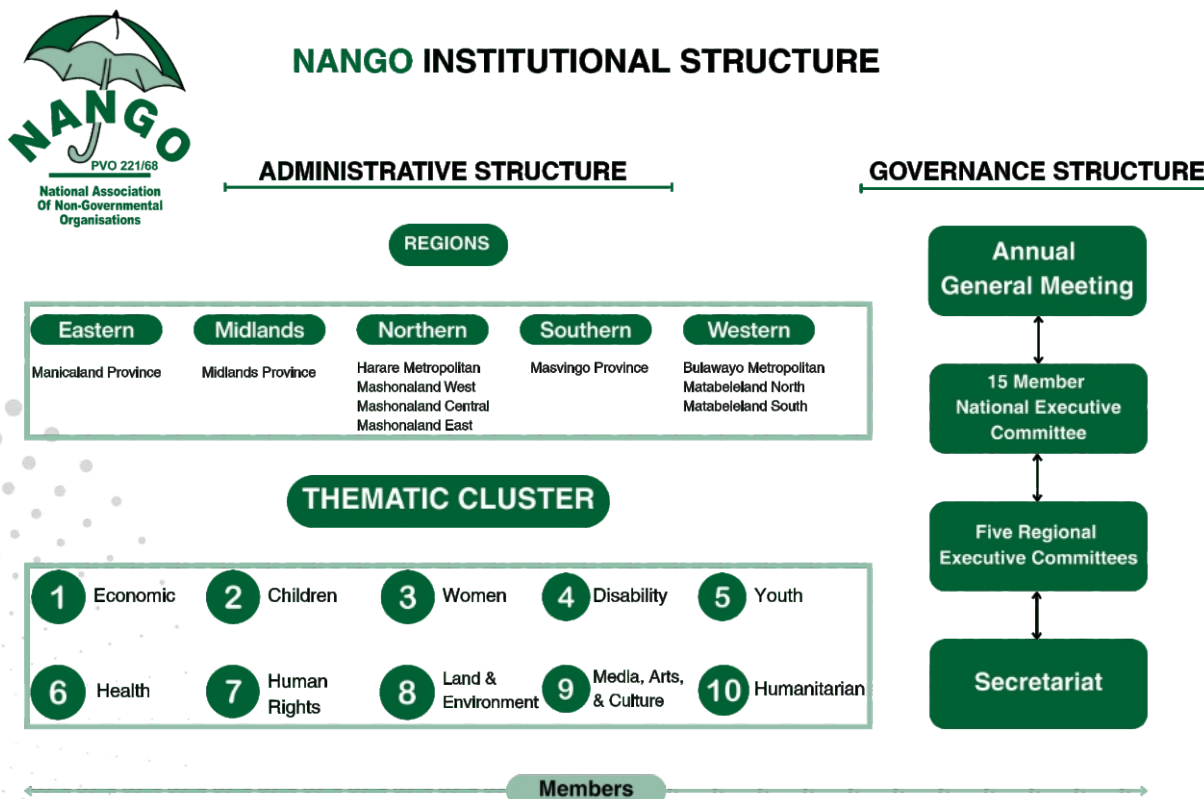 NANGO
PVO 221/68
National Association
Of Non-Governmental
Organisations
NANGO INSTITUTIONAL STRUCTURE
ADMINISTRATIVE STRUCTURE
REGIONS
Eastern
Manicaland Province
Midlands
Midlands Province
Northern
Harare Metropolitan
Mashonaland West
Mashonaland Central
Mashonaland East
Southern
Masvingo Province
Western
Bulawayo Metropolitan
Matabeleland North
Matabeleland South
THEMATIC CLUSTER
1 Economic
2 Children
3 Women
4 Disability
5 Youth
6 Health
7 Human
Rights
8 Land &
Environment
9 Media, Arts,
& Culture
10 Humanitarian
GOVERNANCE STRUCTURE
Annual
General Meeting
15 Member
National Executive
Committee
Five Regional
Executive Committees
Secretariat
Members